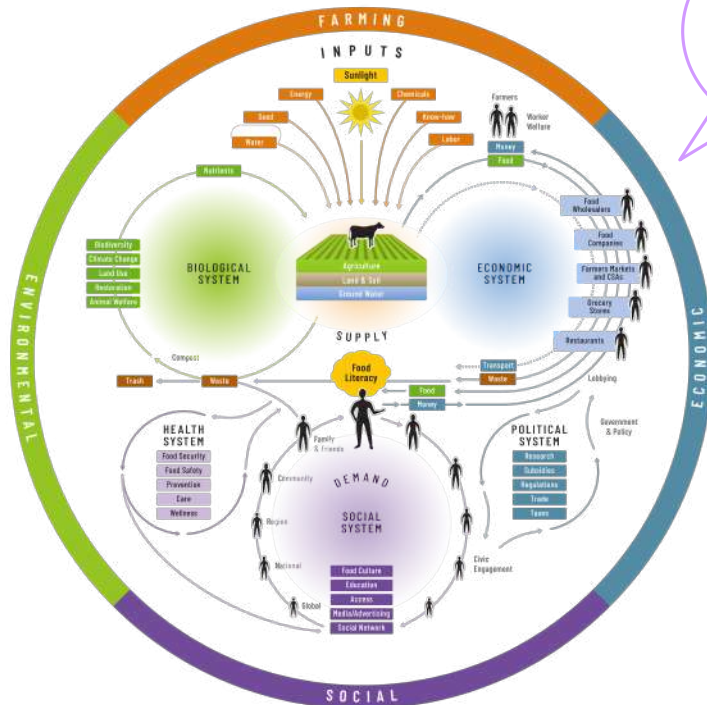 FARMING
INPUTS
Sunlight
Energy
Chemicals
Seed
Know-how
Water
Labor
Farmers
Worker
Welfare
Money
Food
Nutrients
Food
Wholesalers
Food
Companies
Farmers Markets
and CSAs
Grocery
Stores
Restaurants
Biodiversity
Climate Change
Land Use
Restoration
Animal Welfare
BIOLOGICAL
SYSTEM
Agriculture
Land & Soil
Ground Water
ECONOMIC
SYSTEM
ENVIRONMENTAL
ECONOMIC
SUPPLY
Compost
Trash
Waste
Food
Literacy
Transport
Waste
Food
Money
Lobbying
HEALTH
SYSTEM
Food Security
Food Safety
Prevention
Care
Wellness
Family
& Friends
Community
Region
National
Global
DEMAND
SOCIAL
SYSTEM
Food Culture
Education
Access
Media/Advertising
Social Network
POLITICAL
SYSTEM
Research
Subsidies
Regulations
Trade
Taxes
Government
& Policy
Civic
Engagement
SOCIAL